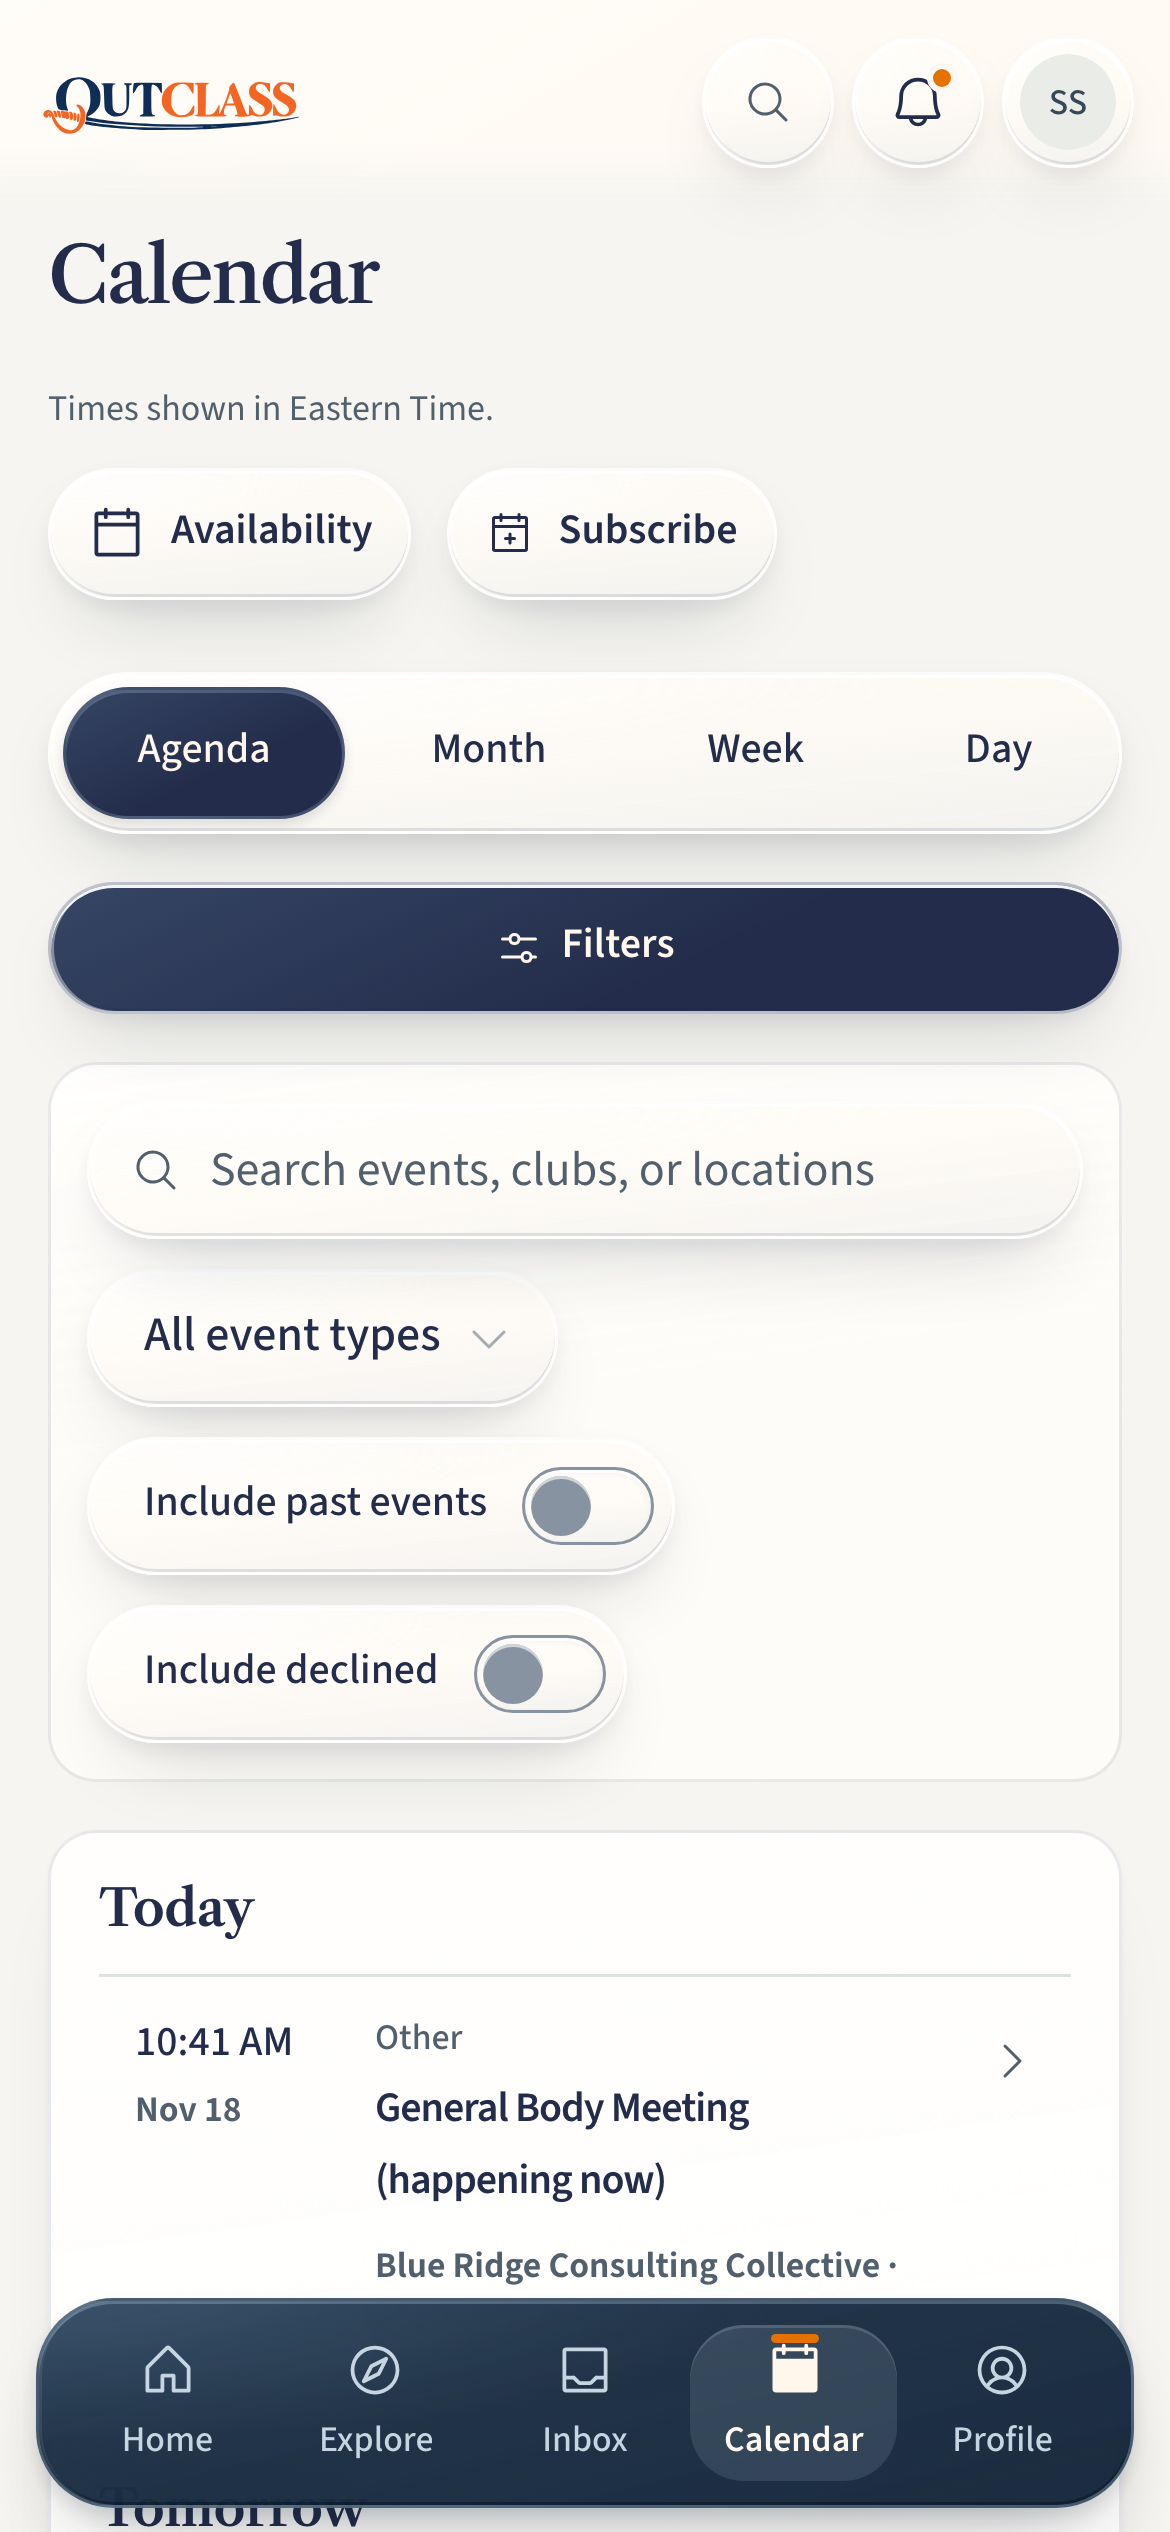 OUTCLASS
SS
Calendar
Times shown in Eastern Time.
Availability
Subscribe
Agenda
Month
Week
Day
Filters
Search events, clubs, or locations
All event types
Include past events
Include declined
Today
10:41 AM
Nov 18
Other
General Body Meeting
(happening now)
Blue Ridge Consulting Collective ·
Home
Explore
Inbox
Calendar
Profile
Tomorrow